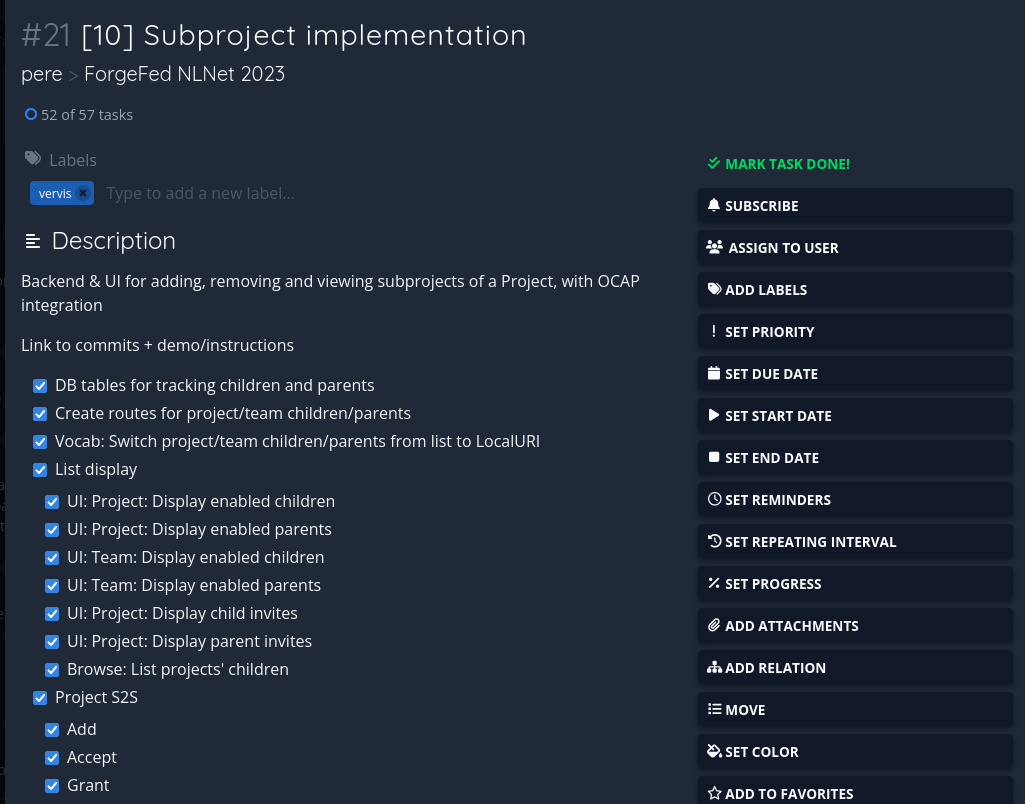 #21 [10] Subproject implementation
pere > ForgeFed NLNet 2023
52 of 57 tasks
Labels
vervis × Type to add a new label...
Description
Backend & UI for adding, removing and viewing subprojects of a Project, with OCAP
integration
Link to commits + demo/instructions
DB tables for tracking children and parents
Create routes for project/team children/parents
Vocab: Switch project/team children/parents from list to LocalURI
List display
UI: Project: Display enabled children
UI: Project: Display enabled parents
UI: Team: Display enabled children
UI: Team: Display enabled parents
UI: Project: Display child invites
UI: Project: Display parent invites
Browse: List projects' children
Project S2S
Add
Accept
Grant
MARK TASK DONE!
SUBSCRIBE
ASSIGN TO USER
ADD LABELS
SET PRIORITY
SET DUE DATE
SET START DATE
SET END DATE
SET REMINDERS
SET REPEATING INTERVAL
SET PROGRESS
ADD ATTACHMENTS
ADD RELATION
MOVE
SET COLOR
ADD TO FAVORITES